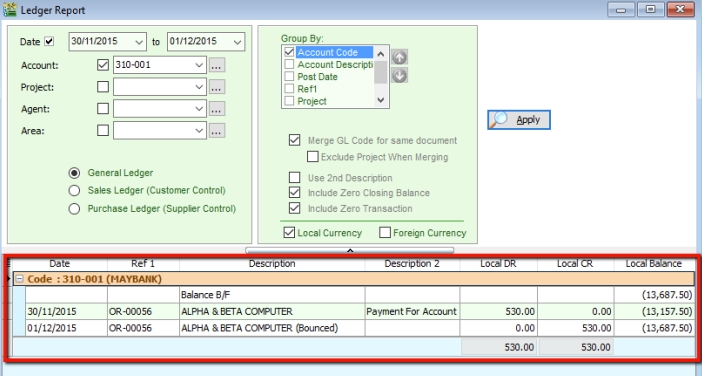 Ledger Report
Date 30/11/2015 to 01/12/2015
Account: 310-001 ...
Project: ...
Agent: ...
Area: ...
General Ledger
Sales Ledger (Customer Control)
Purchase Ledger (Supplier Control)
Group By:
Account Code
Account Descripti
Post Date
Ref1
Project
Merge GL Code for same document
Exclude Project When Merging
Use 2nd Description
Include Zero Closing Balance
Include Zero Transaction
Local Currency Foreign Currency
Apply
Date Ref 1 Description Description 2 Local DR Local CR Local Balance
Code : 310-001 (MAYBANK)
Balance B/F (13,687.50)
30/11/2015 OR-00056 ALPHA & BETA COMPUTER Payment For Account 530.00 0.00 (13,157.50)
01/12/2015 OR-00056 ALPHA & BETA COMPUTER (Bounced) 0.00 530.00 (13,687.50)
530.00 530.00